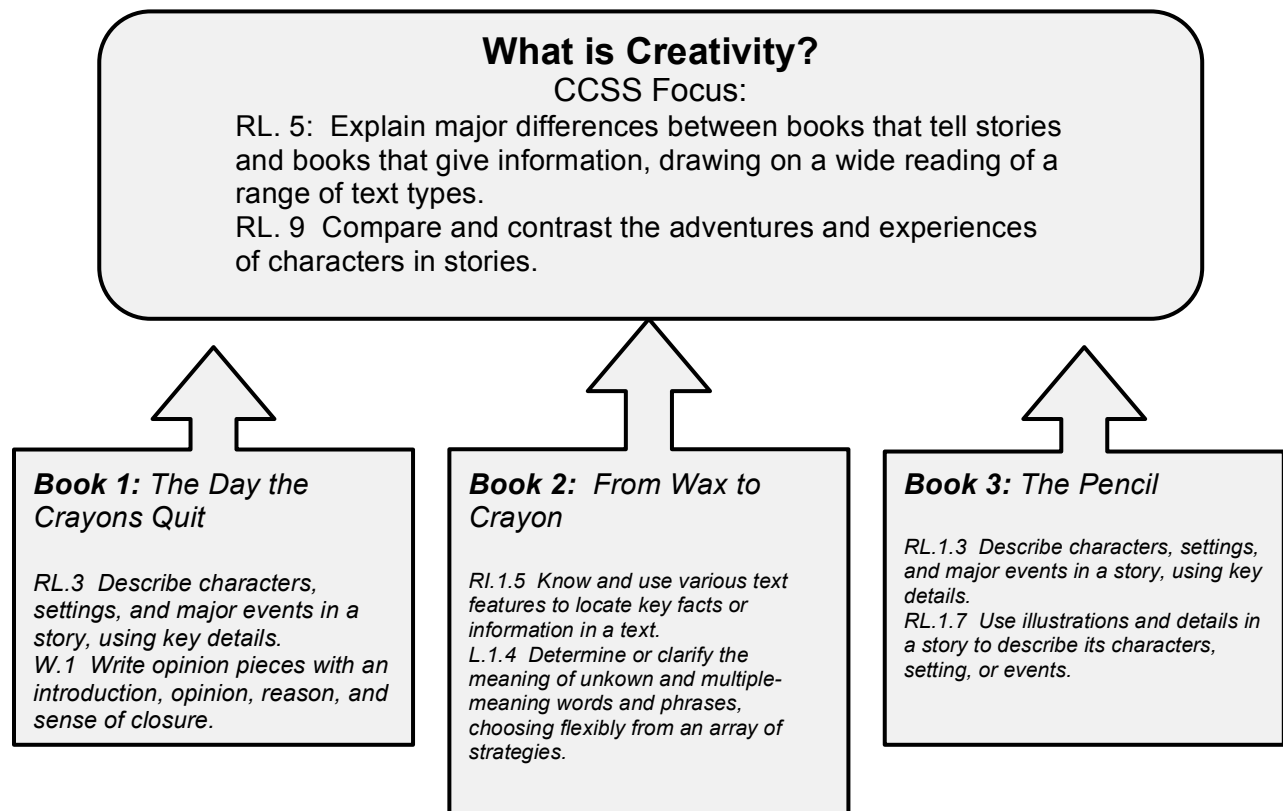 What is Creativity?
CCSS Focus:
RL. 5:  Explain major differences between books that tell stories
and books that give information, drawing on a wide reading of a
range of text types.
RL. 9  Compare and contrast the adventures and experiences
of characters in stories.
Book 1: The Day the
Crayons Quit
RL.3  Describe characters,
settings, and major events in a
story, using key details.
W.1  Write opinion pieces with an
introduction, opinion, reason, and
sense of closure.
Book 2:  From Wax to
Crayon
RI.1.5  Know and use various text
features to locate key facts or
information in a text.
L.1.4  Determine or clarify the
meaning of unkown and multiple-
meaning words and phrases,
choosing flexibly from an array of
strategies.
Book 3: The Pencil
RL.1.3  Describe characters, settings,
and major events in a story, using key
details.
RL.1.7  Use illustrations and details in
a story to describe its characters,
setting, or events.